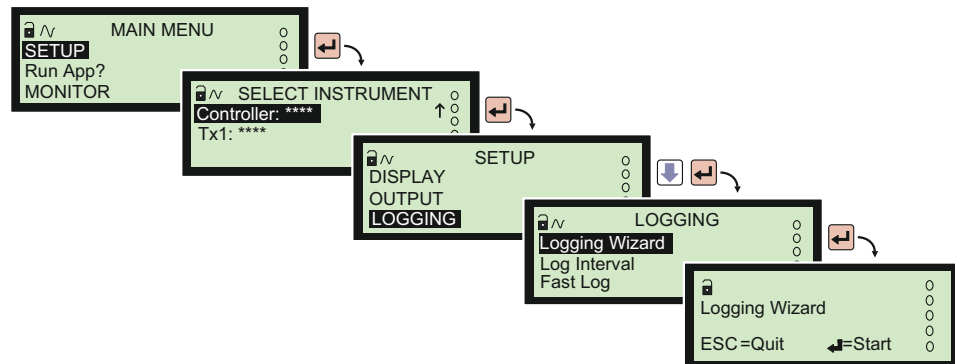 MAIN MENU
SETUP
Run App?
MONITOR
SELECT INSTRUMENT
Controller: ****
Tx1: ****
SETUP
DISPLAY
OUTPUT
LOGGING
LOGGING
Logging Wizard
Log Interval
Fast Log
Logging Wizard
ESC=Quit ↲=Start